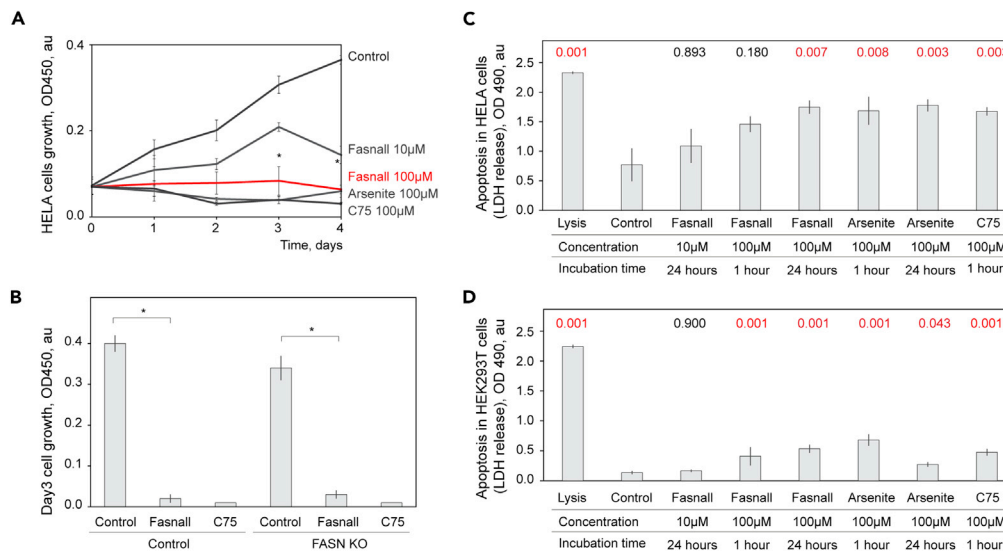 A
HELA cells growth, OD450, au
0.4
0.2
0.0
0
1
2
3
4
Time, days
Control
Fasnall 10µM
*
*
Fasnall 100µM
Arsenite 100µM
C75 100µM
B
Day3 cell growth, OD450, au
0.4
0.3
0.4
0.1
0.0
*
*
Control Fasnall C75 Control Fasnall C75
Control FASN KO
C
Apoptosis in HELA cells
(LDH release), OD 490, au
0.001 0.893 0.180 0.007 0.008 0.003 0.003
2.5
2.0
1.5
1.0
0.5
0.0
Lysis Control Fasnall Fasnall Fasnall Arsenite Arsenite C75
Concentration 10µM 100µM 100µM 100µM 100µM 100µM
Incubation time 24 hours 1 hour 24 hours 1 hour 24 hours 1 hour
D
Apoptosis in HEK293T cells
(LDH release), OD 490, au
0.001 0.900 0.001 0.001 0.001 0.043 0.001
2.5
2.0
1.5
1.0
0.5
0.0
Lysis Control Fasnall Fasnall Fasnall Arsenite Arsenite C75
Concentration 10µM 100µM 100µM 100µM 100µM 100µM
Incubation time 24 hours 1 hour 24 hours 1 hour 24 hours 1 hour